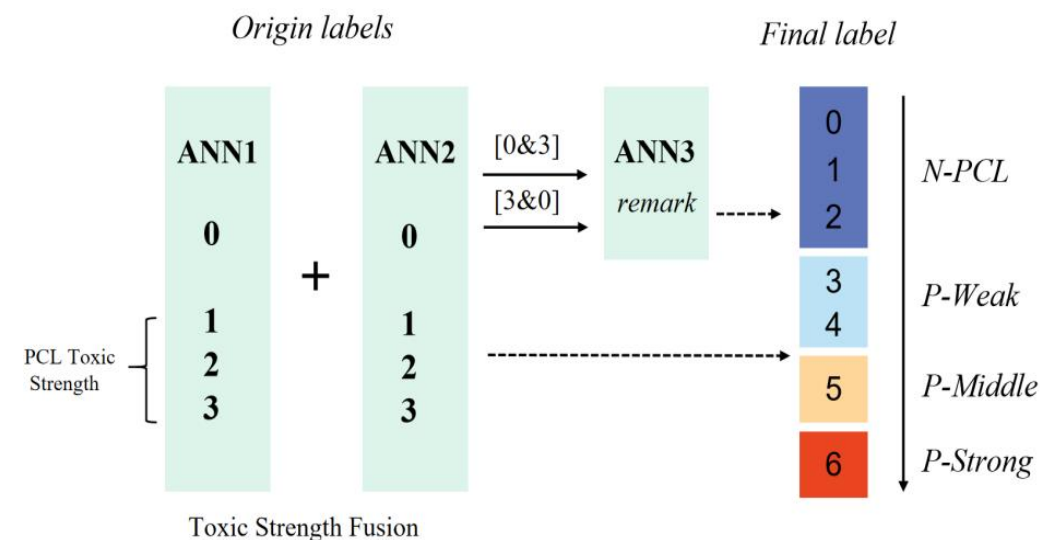 Origin labels
Final label
ANN1
0
1
2
3
PCL Toxic
Strength
+
ANN2
0
1
2
3
[0&3]
[3&0]
ANN3
remark
0
1
2
3
4
5
6
N-PCL
P-Weak
P-Middle
P-Strong
Toxic Strength Fusion